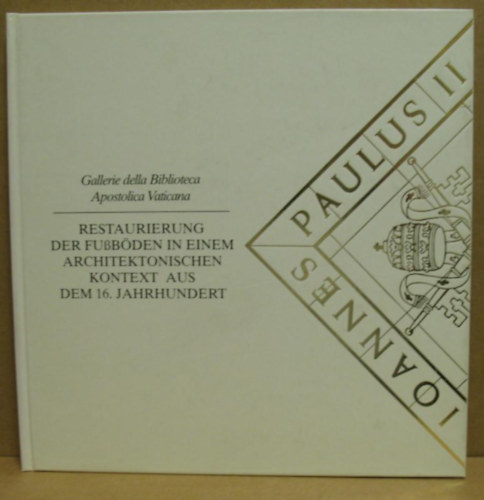 Gallerie della Biblioteca
Apostolica Vaticana
RESTAURIERUNG
DER FUßBÖDEN IN EINEM
ARCHITEKTONISCHEN
KONTEXT AUS
DEM 16. JAHRHUNDERT
IOANNES
PAULUS II